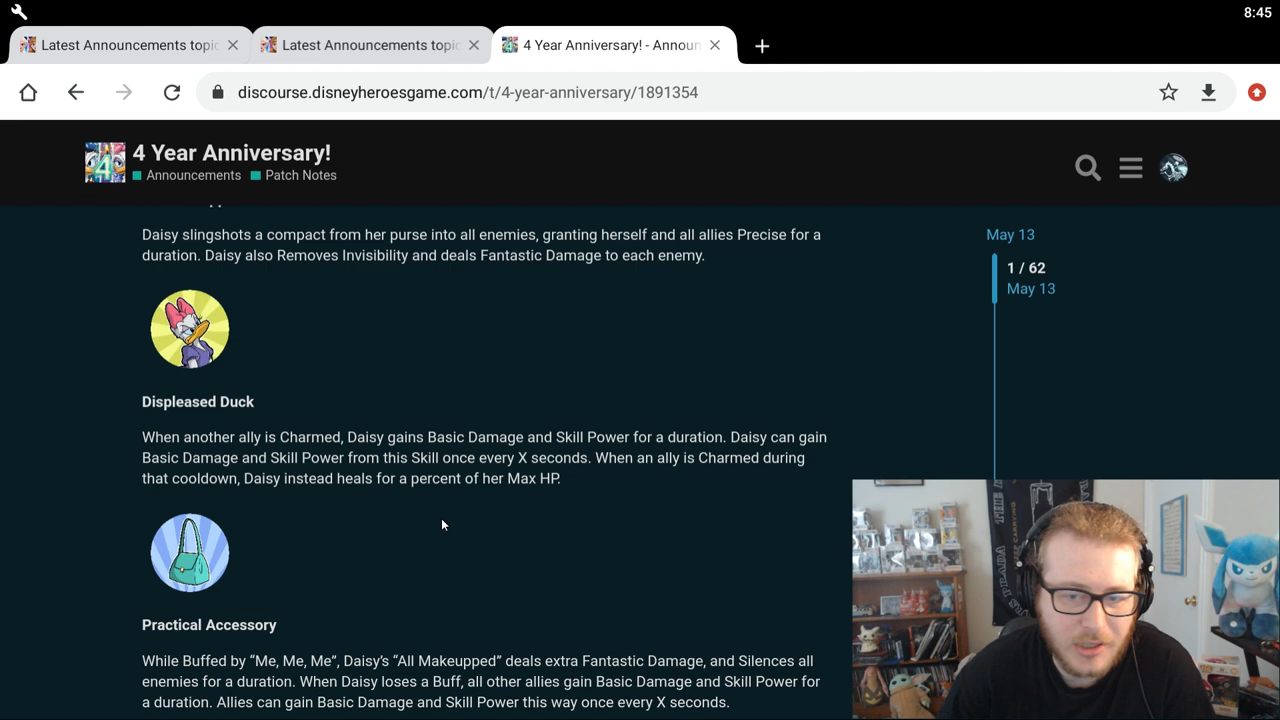 8:45
Latest Announcements topic
Latest Announcements topic
4 Year Anniversary! - Announ
discourse.disneyheroesgame.com/t/4-year-anniversary/1891354
4 Year Anniversary!
Announcements Patch Notes
Daisy slingshots a compact from her purse into all enemies, granting herself and all allies Precise for a
duration. Daisy also Removes Invisibility and deals Fantastic Damage to each enemy.
May 13
1 / 62
May 13
Displeased Duck
When another ally is Charmed, Daisy gains Basic Damage and Skill Power for a duration. Daisy can gain
Basic Damage and Skill Power from this Skill once every X seconds. When an ally is Charmed during
that cooldown, Daisy instead heals for a percent of her Max HP.
Practical Accessory
While Buffed by “Me, Me, Me”, Daisy’s “All Makeupped” deals extra Fantastic Damage, and Silences all
enemies for a duration. When Daisy loses a Buff, all other allies gain Basic Damage and Skill Power for
a duration. Allies can gain Basic Damage and Skill Power this way once every X seconds.